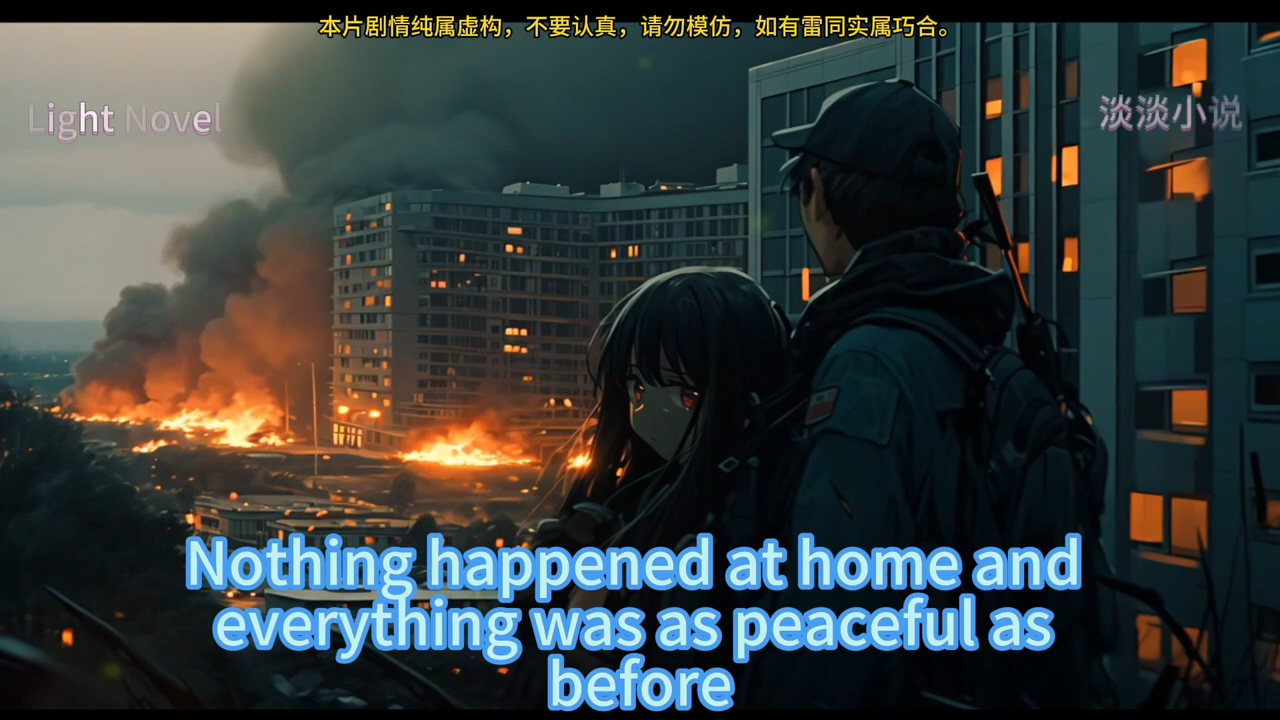 本片剧情纯属虚构，不要认真，请勿模仿，如有雷同实属巧合。
Light Novel
淡淡小说
Nothing happened at home and
everything was as peaceful as
before